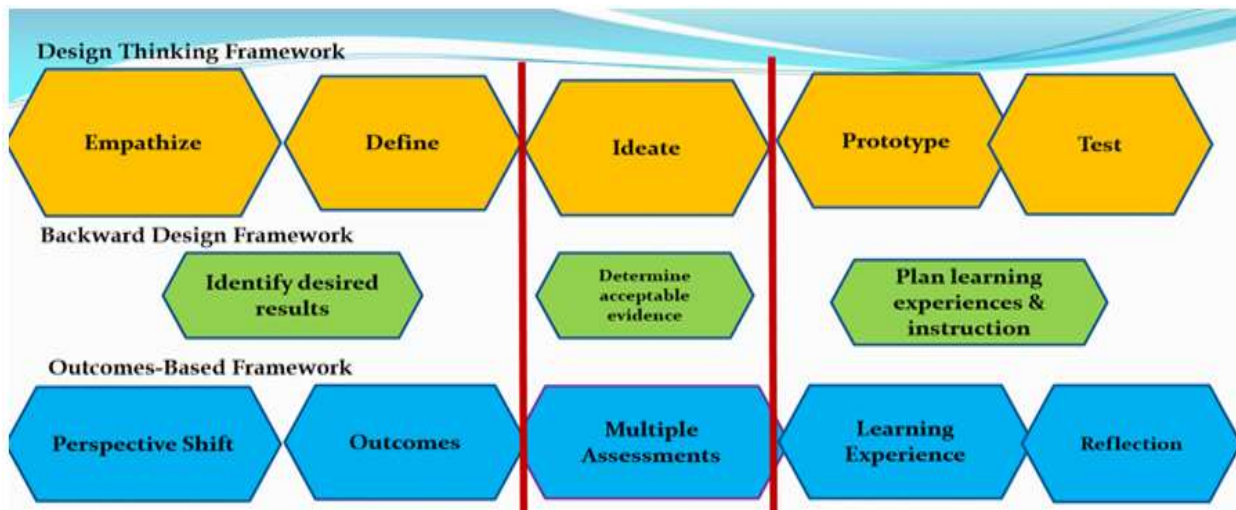 Design Thinking Framework
Empathize
Define
Ideate
Prototype
Test
Backward Design Framework
Identify desired
results
Determine
acceptable
evidence
Plan learning
experiences &
instruction
Outcomes-Based Framework
Perspective Shift
Outcomes
Multiple
Assessments
Learning
Experience
Reflection